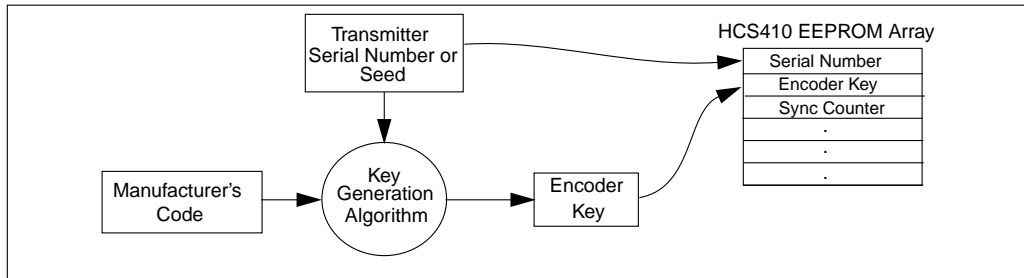 Transmitter
Serial Number or
Seed
HCS410 EEPROM Array
Serial Number
Encoder Key
Sync Counter
.
.
.
Manufacturer's
Code
Key
Generation
Algorithm
Encoder
Key